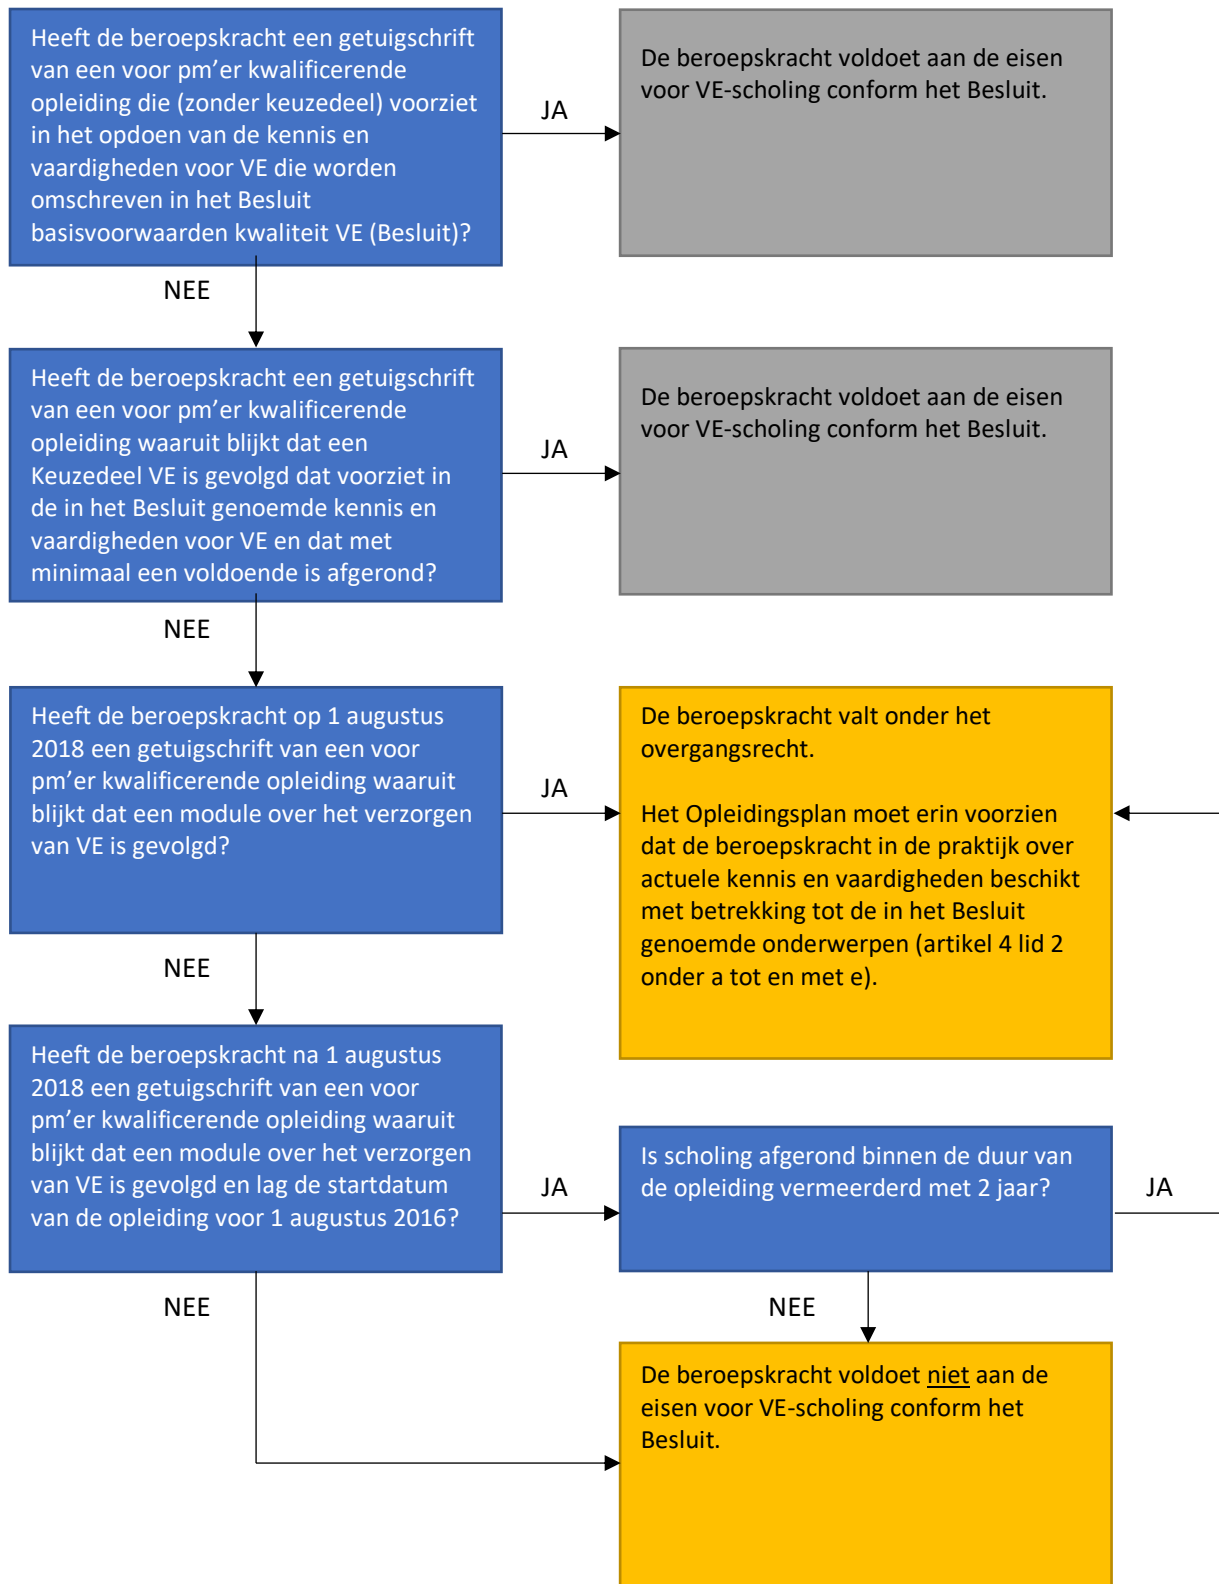 Heeft de beroepskracht een getuigschrift
van een voor pm’er kwalificerende
opleiding die (zonder keuzedeel) voorziet
in het opdoen van de kennis en
vaardigheden voor VE die worden
omschreven in het Besluit
basisvoorwaarden kwaliteit VE (Besluit)?
JA
De beroepskracht voldoet aan de eisen
voor VE-scholing conform het Besluit.
NEE
Heeft de beroepskracht een getuigschrift
van een voor pm’er kwalificerende
opleiding waaruit blijkt dat een
Keuzedeel VE is gevolgd dat voorziet in
de in het Besluit genoemde kennis en
vaardigheden voor VE en dat met
minimaal een voldoende is afgerond?
JA
De beroepskracht voldoet aan de eisen
voor VE-scholing conform het Besluit.
NEE
Heeft de beroepskracht op 1 augustus
2018 een getuigschrift van een voor
pm’er kwalificerende opleiding waaruit
blijkt dat een module over het verzorgen
van VE is gevolgd?
JA
De beroepskracht valt onder het
overgangsrecht.
Het Opleidingsplan moet erin voorzien
dat de beroepskracht in de praktijk over
actuele kennis en vaardigheden beschikt
met betrekking tot de in het Besluit
genoemde onderwerpen (artikel 4 lid 2
onder a tot en met e).
NEE
Heeft de beroepskracht na 1 augustus
2018 een getuigschrift van een voor
pm’er kwalificerende opleiding waaruit
blijkt dat een module over het verzorgen
van VE is gevolgd en lag de startdatum
van de opleiding voor 1 augustus 2016?
JA
Is scholing afgerond binnen de duur van
de opleiding vermeerderd met 2 jaar?
JA
NEE
NEE
De beroepskracht voldoet niet aan de
eisen voor VE-scholing conform het
Besluit.